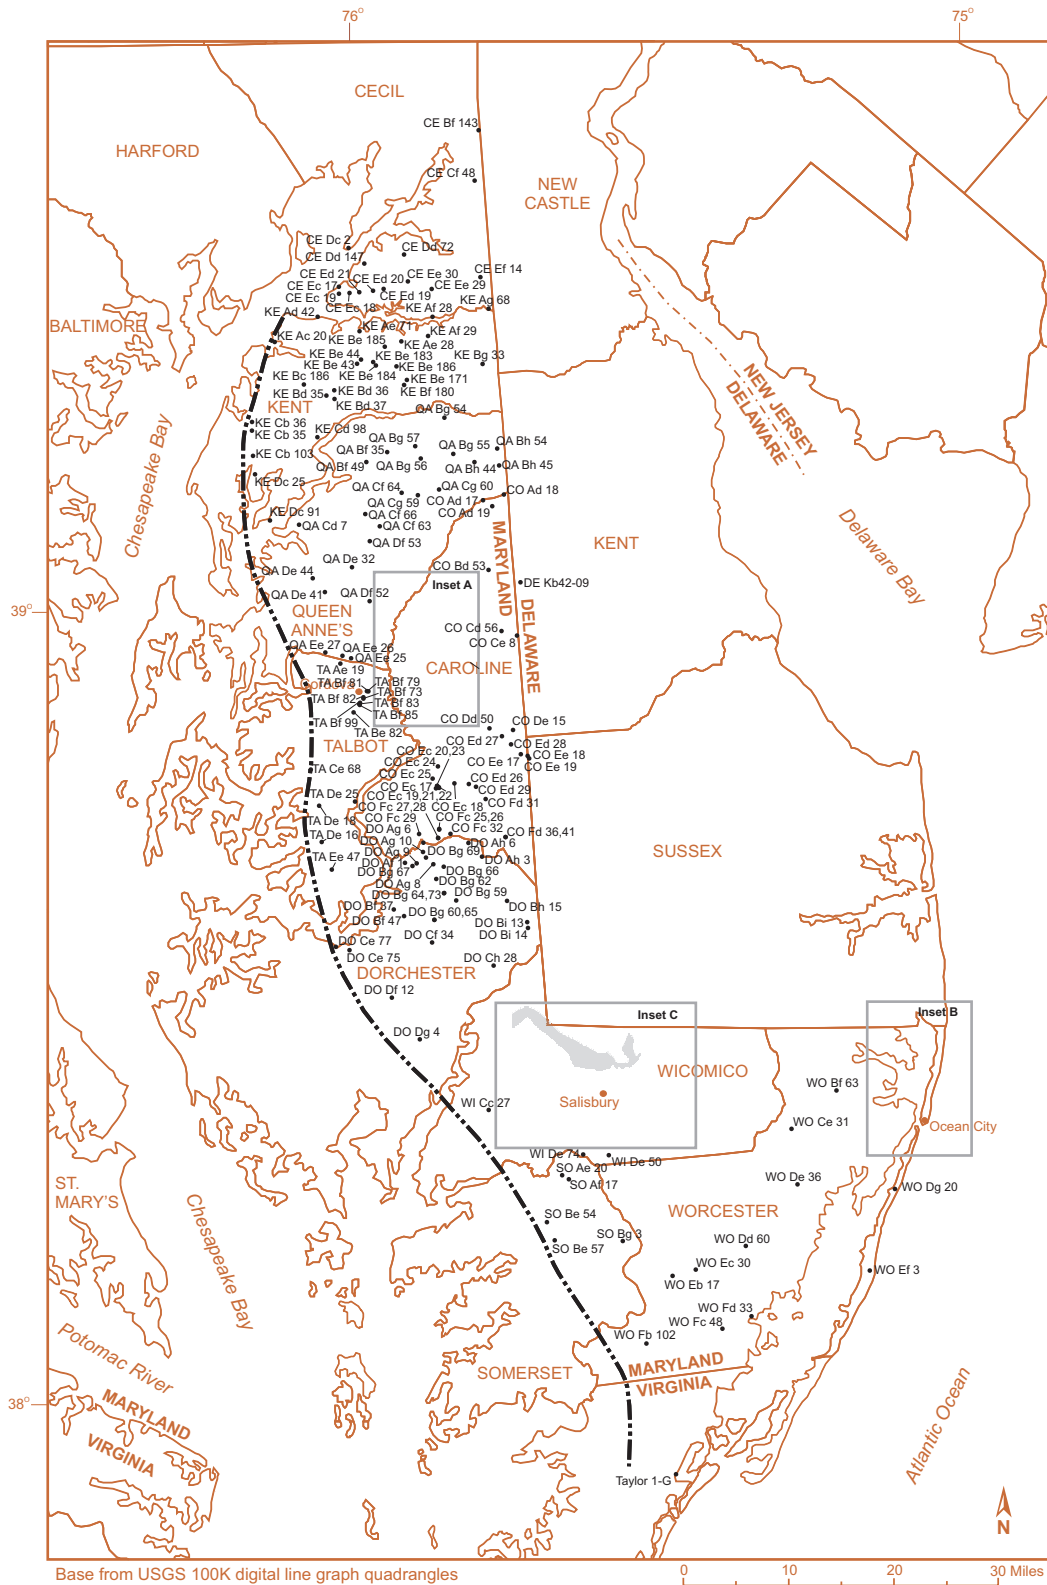 76°
75°
CECIL
CE Bf 143
HARFORD
CE Cf 48
NEW
CASTLE
CE Dc 2
CE Dd 72
CE Dd 147
CE Ed 21
CE Ed 20
CE Ee 30
CE Ef 14
CE Ec 17
CE Ee 29
CE Ec 19
CE Ec 18
CE Ed 19
KE Ag 68
KE Ad 42
KE Af 28
BALTIMORE
KE Ae 71
KE Ac 20
KE Be 185
KE Af 29
KE Ae 28
KE Be 44
KE Be 183
KE Bg 33
KE Be 43
KE Be 186
KE Bc 186
KE Be 184
KE Be 171
KE Bd 36
KE Bf 180
KE Bd 35
KENT
KE Bd 37
QA Bg 54
NEW JERSEY
DELAWARE
KE Cb 36
KE Cb 35
KE Cd 98
QA Bg 57
QA Bg 55
QA Bh 54
QA Bf 35
KE Cb 103
QA Bf 49
QA Bg 56
QA Bh 44
QA Bh 45
Chesapeake Bay
KE Dc 25
QA Cf 64
QA Cg 60
CO Ad 18
QA Cg 59
CO Ad 17
KE Dc 91
QA Cf 66
CO Ad 19
QA Cd 7
QA Cf 63
Delaware Bay
QA Df 53
KENT
MARYLAND
DELAWARE
QA De 32
CO Bd 53
QA De 44
Inset A
DE Kb42-09
QA De 41
QA Df 52
39°
QUEEN
ANNE'S
CO Cd 56
CO Ce 8
QA Ee 27
QA Ee 26
QA Ee 25
CAROLINE
TA Ae 19
TA Bf 81
TA Bf 79
Cordova
TA Bf 73
TA Bf 82
TA Bf 83
TA Bf 85
TA Bf 99
TA Be 82
CO Dd 50
CO De 15
TALBOT
CO Ed 27
CO Ed 28
CO Ec 20,23
CO Ee 18
CO Ec 24
CO Ee 17
CO Ee 19
TA Ce 68
CO Ec 25
CO Ec 17
CO Ed 26
CO Ed 29
TA De 25
CO Ec 19,21,22
CO Fd 31
CO Fc 27,28
CO Ec 18
TA De 18
CO Fc 29
CO Fc 25,26
DO Ag 6
CO Fc 32
CO Fd 36,41
TA De 16
DO Ag 10
DO Ah 6
DO Ag 9
DO Bg 69
TA Ee 47
DO Af 1
DO Ah 3
DO Bg 67
DO Bg 66
DO Ag 8
DO Bg 62
SUSSEX
DO Bg 64,73
DO Bg 59
DO Bf 37
DO Bh 15
DO Bf 47
DO Bg 60,65
DO Bi 13
DO Bi 14
DO Ce 77
DO Cf 34
DO Ce 75
DO Ch 28
DORCHESTER
DO Df 12
Inset C
Inset B
DO Dg 4
WICOMICO
WO Bf 63
WI Cc 27
Salisbury
WO Ce 31
Ocean City
WI De 74
WI De 50
SO Ae 20
SO Af 17
WO De 36
WO Dg 20
ST.
MARY'S
Chesapeake Bay
WORCESTER
SO Be 54
SO Bg 3
WO Dd 60
SO Be 57
WO Ec 30
WO Ef 3
WO Eb 17
WO Fd 33
WO Fc 48
WO Fb 102
Potomac River
MARYLAND
VIRGINIA
SOMERSET
MARYLAND
VIRGINIA
38°
Atlantic Ocean
Taylor 1-G
N
Base from USGS 100K digital line graph quadrangles
0 10 20 30 Miles